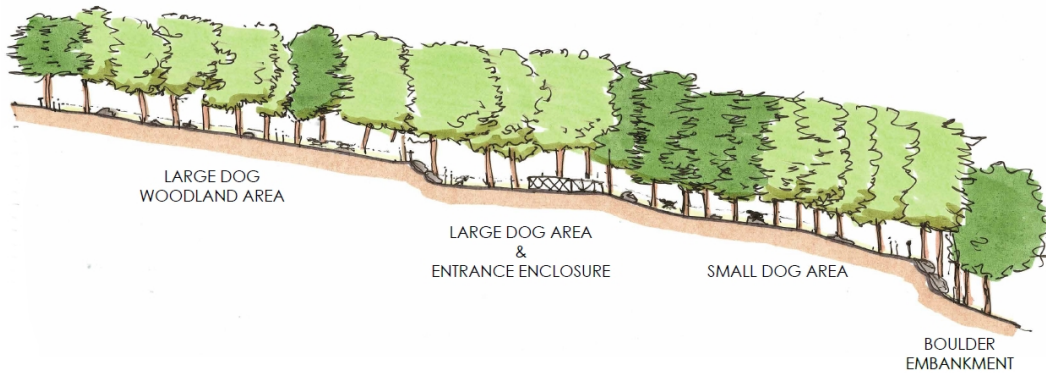 LARGE DOG
WOODLAND AREA
LARGE DOG AREA
&
ENTRANCE ENCLOSURE
SMALL DOG AREA
BOULDER
EMBANKMENT